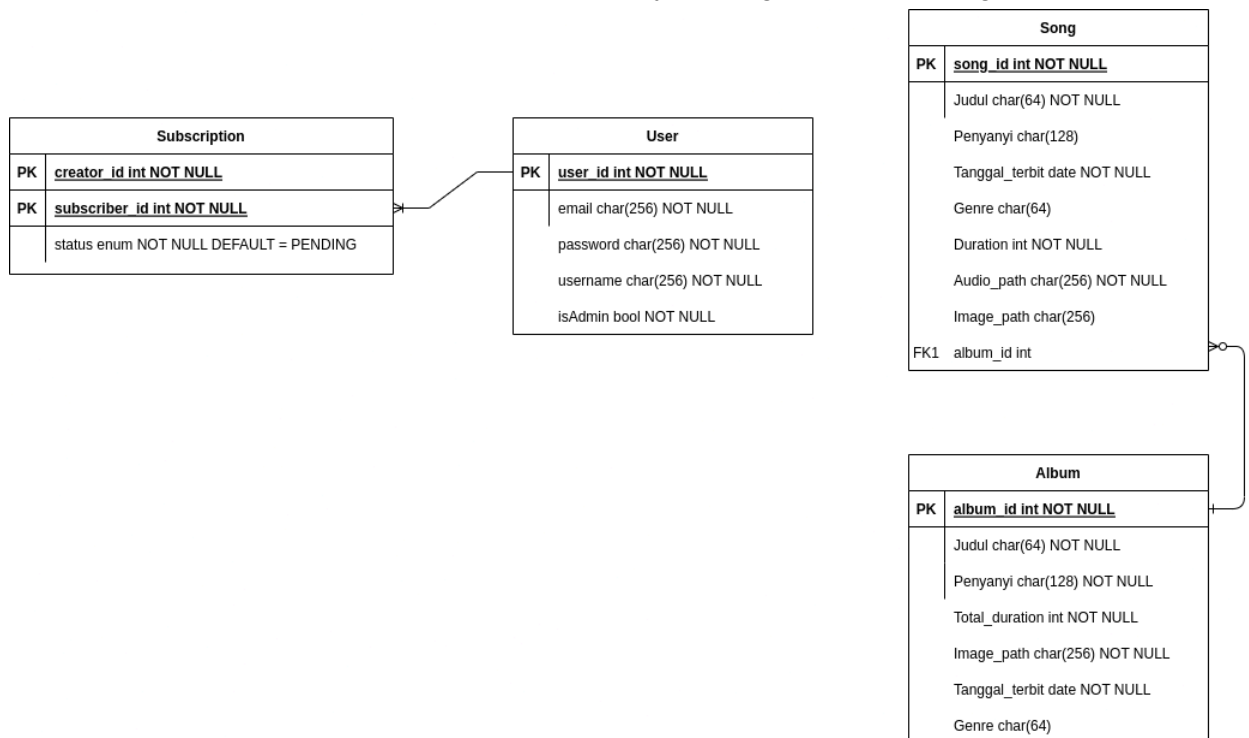 Subscription
PK creator_id int NOT NULL
PK subscriber_id int NOT NULL
status enum NOT NULL DEFAULT = PENDING
User
PK user_id int NOT NULL
email char(256) NOT NULL
password char(256) NOT NULL
username char(256) NOT NULL
isAdmin bool NOT NULL
Song
PK song_id int NOT NULL
Judul char(64) NOT NULL
Penyanyi char(128)
Tanggal_terbit date NOT NULL
Genre char(64)
Duration int NOT NULL
Audio_path char(256) NOT NULL
Image_path char(256)
FK1 album_id int
Album
PK album_id int NOT NULL
Judul char(64) NOT NULL
Penyanyi char(128) NOT NULL
Total_duration int NOT NULL
Image_path char(256) NOT NULL
Tanggal_terbit date NOT NULL
Genre char(64)